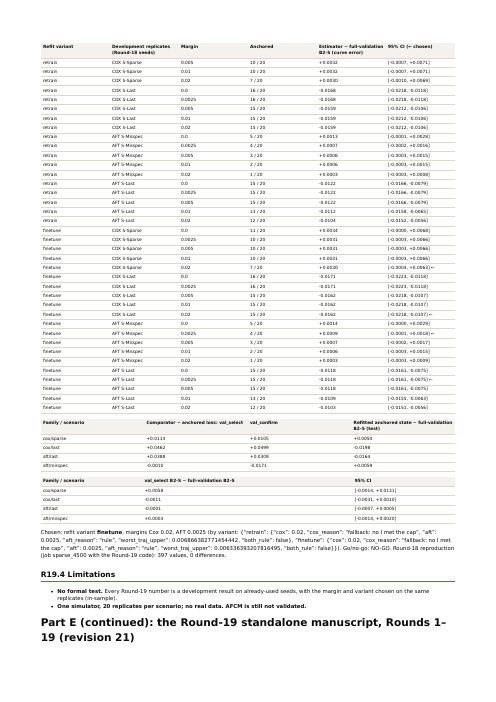 Refit variant Development replicates (Round-18 seeds) Margin Anchored Estimator − full-validation B2-S (curve error) 95% CI (← chosen)
retrain COX S-Sparse 0.005 10 / 20 +0.0032 [-0.0007, +0.0071]
retrain COX S-Sparse 0.01 10 / 20 +0.0032 [-0.0007, +0.0071]
retrain COX S-Sparse 0.02 7 / 20 +0.0029 [-0.0010, +0.0069]
retrain COX S-Last 0.0 16 / 20 -0.0168 [-0.0218, -0.0118]
retrain COX S-Last 0.0025 16 / 20 -0.0168 [-0.0218, -0.0118]
retrain COX S-Last 0.005 15 / 20 -0.0159 [-0.0212, -0.0106]
retrain COX S-Last 0.01 15 / 20 -0.0159 [-0.0212, -0.0106]
retrain COX S-Last 0.02 15 / 20 -0.0159 [-0.0212, -0.0106]
retrain AFT S-Misspec 0.0 5 / 20 +0.0013 [-0.0001, +0.0028]
retrain AFT S-Misspec 0.0025 4 / 20 +0.0007 [-0.0002, +0.0016]
retrain AFT S-Misspec 0.005 3 / 20 +0.0006 [-0.0003, +0.0015]
retrain AFT S-Misspec 0.01 2 / 20 +0.0006 [-0.0003, +0.0015]
retrain AFT S-Misspec 0.02 1 / 20 +0.0003 [-0.0003, +0.0008]
retrain AFT S-Last 0.0 15 / 20 -0.0122 [-0.0166, -0.0079]
retrain AFT S-Last 0.0025 15 / 20 -0.0122 [-0.0166, -0.0079]
retrain AFT S-Last 0.005 15 / 20 -0.0122 [-0.0166, -0.0079]
retrain AFT S-Last 0.01 13 / 20 -0.0112 [-0.0158, -0.0065]
retrain AFT S-Last 0.02 12 / 20 -0.0104 [-0.0152, -0.0056]
finetune COX S-Sparse 0.0 11 / 20 +0.0034 [-0.0000, +0.0068]
finetune COX S-Sparse 0.0025 10 / 20 +0.0031 [-0.0003, +0.0066]
finetune COX S-Sparse 0.005 10 / 20 +0.0031 [-0.0003, +0.0066]
finetune COX S-Sparse 0.01 10 / 20 +0.0031 [-0.0003, +0.0066]
finetune COX S-Sparse 0.02 7 / 20 +0.0030 [-0.0004, +0.0063] ←
finetune COX S-Last 0.0 16 / 20 -0.0171 [-0.0223, -0.0118]
finetune COX S-Last 0.0025 16 / 20 -0.0171 [-0.0223, -0.0118]
finetune COX S-Last 0.005 15 / 20 -0.0162 [-0.0218, -0.0107]
finetune COX S-Last 0.01 15 / 20 -0.0162 [-0.0218, -0.0107]
finetune COX S-Last 0.02 15 / 20 -0.0162 [-0.0218, -0.0107] ←
finetune AFT S-Misspec 0.0 5 / 20 +0.0014 [-0.0000, +0.0029]
finetune AFT S-Misspec 0.0025 4 / 20 +0.0009 [-0.0001, +0.0018] ←
finetune AFT S-Misspec 0.005 3 / 20 +0.0007 [-0.0002, +0.0017]
finetune AFT S-Misspec 0.01 2 / 20 +0.0006 [-0.0003, +0.0015]
finetune AFT S-Misspec 0.02 1 / 20 +0.0003 [-0.0003, +0.0009]
finetune AFT S-Last 0.0 15 / 20 -0.0118 [-0.0161, -0.0075]
finetune AFT S-Last 0.0025 15 / 20 -0.0118 [-0.0161, -0.0075] ←
finetune AFT S-Last 0.005 15 / 20 -0.0118 [-0.0161, -0.0075]
finetune AFT S-Last 0.01 13 / 20 -0.0109 [-0.0155, -0.0063]
finetune AFT S-Last 0.02 12 / 20 -0.0103 [-0.0151, -0.0056]
Family / scenario Comparator − anchored loss: val_select val_confirm Refitted anchored state − full-validation B2-S (test)
cox/sparse +0.0113 +0.0105 +0.0050
cox/last +0.0462 +0.0499 -0.0198
aft/last +0.0388 +0.0309 -0.0164
aft/misspec -0.0010 -0.0171 +0.0059
Family / scenario val_select B2-S − full-validation B2-S 95% CI
cox/sparse +0.0058 [-0.0014, +0.0131]
cox/last -0.0011 [-0.0031, +0.0010]
aft/last -0.0001 [-0.0007, +0.0005]
aft/misspec +0.0003 [-0.0014, +0.0020]
Chosen: refit variant finetune, margins Cox 0.02, AFT 0.0025 (by variant: {"retrain": {"cox": 0.02, "cox_reason": "fallback: no l met the cap", "aft":
0.0025, "aft_reason": "rule", "worst_traj_upper": 0.006866382771454442, "both_rule": false}, "finetune": {"cox": 0.02, "cox_reason": "fallback: no l met
the cap", "aft": 0.0025, "aft_reason": "rule", "worst_traj_upper": 0.006336393207816495, "both_rule": false}}). Go/no-go: NO-GO. Round-18 reproduction
(job sparse_4500 with the Round-19 code): 397 values, 0 differences.
R19.4 Limitations
• No formal test. Every Round-19 number is a development result on already-used seeds, with the margin and variant chosen on the same
replicates (in-sample).
• One simulator, 20 replicates per scenario; no real data. AFCM is still not validated.
Part E (continued): the Round-19 standalone manuscript, Rounds 1–
19 (revision 21)